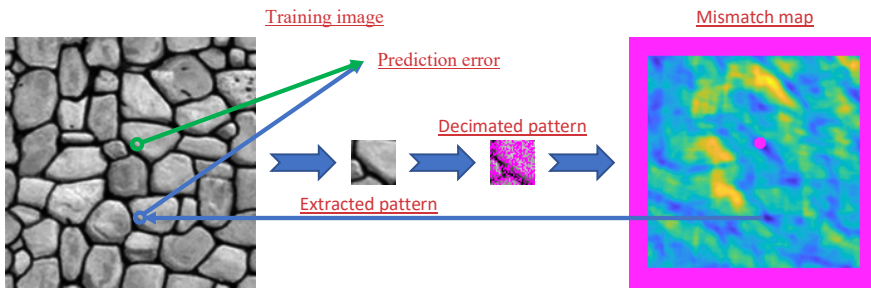 Training image
Mismatch map
Prediction error
Decimated pattern
Extracted pattern